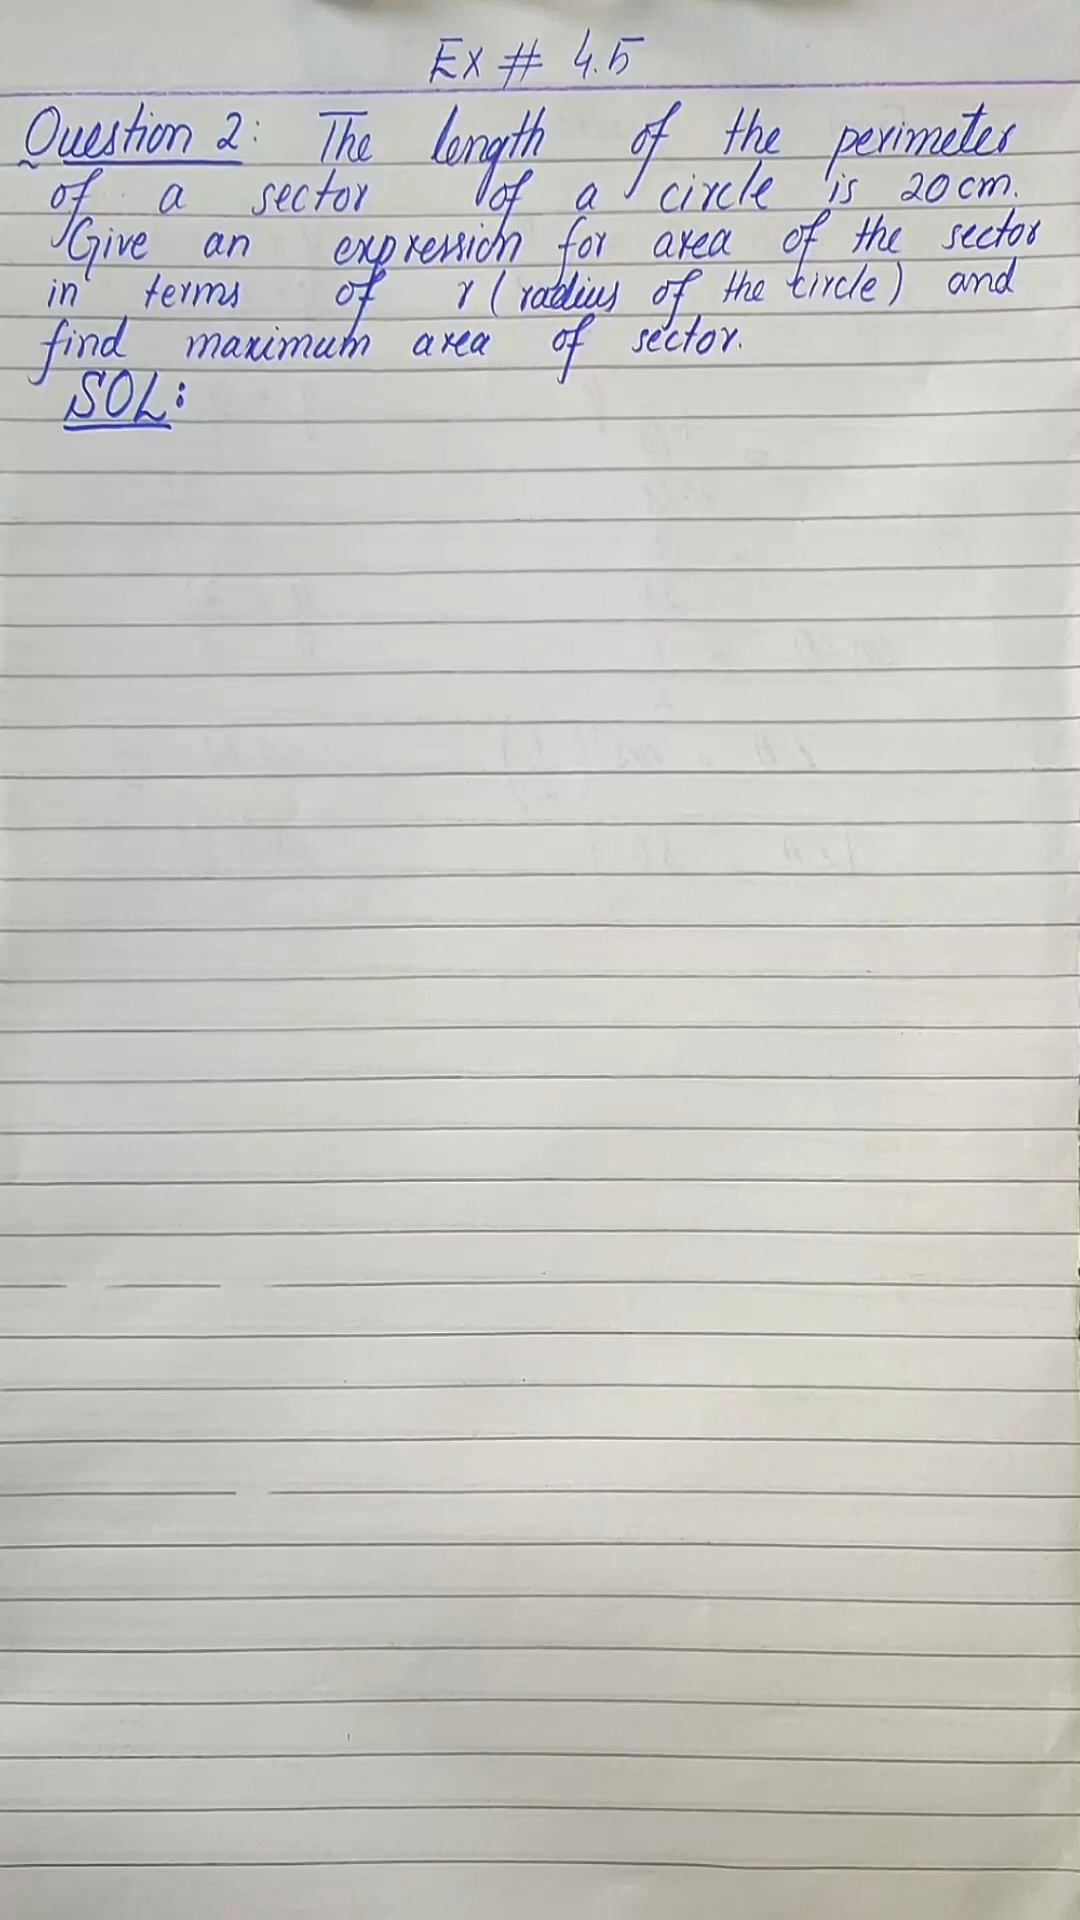 Ex # 4.5
Question 2: The length of the perimeter
of a sector of a circle is 20 cm.
Give an expression for area of the sector
in terms of r (radius of the circle) and
find maximum area of sector.
SOL: